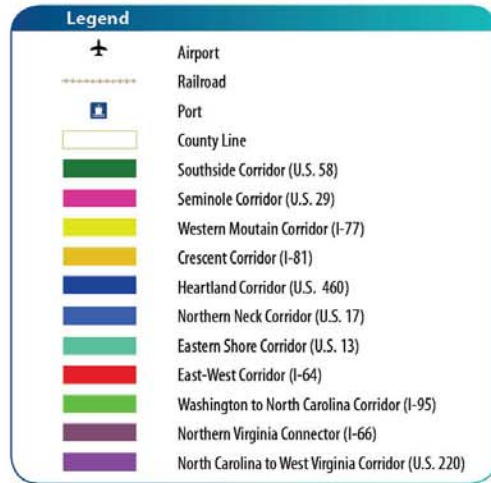 Legend
Airport
Railroad
Port
County Line
Southside Corridor (U.S. 58)
Seminole Corridor (U.S. 29)
Western Moutain Corridor (I-77)
Crescent Corridor (I-81)
Heartland Corridor (U.S. 460)
Northern Neck Corridor (U.S. 17)
Eastern Shore Corridor (U.S. 13)
East-West Corridor (I-64)
Washington to North Carolina Corridor (I-95)
Northern Virginia Connector (I-66)
North Carolina to West Virginia Corridor (U.S. 220)